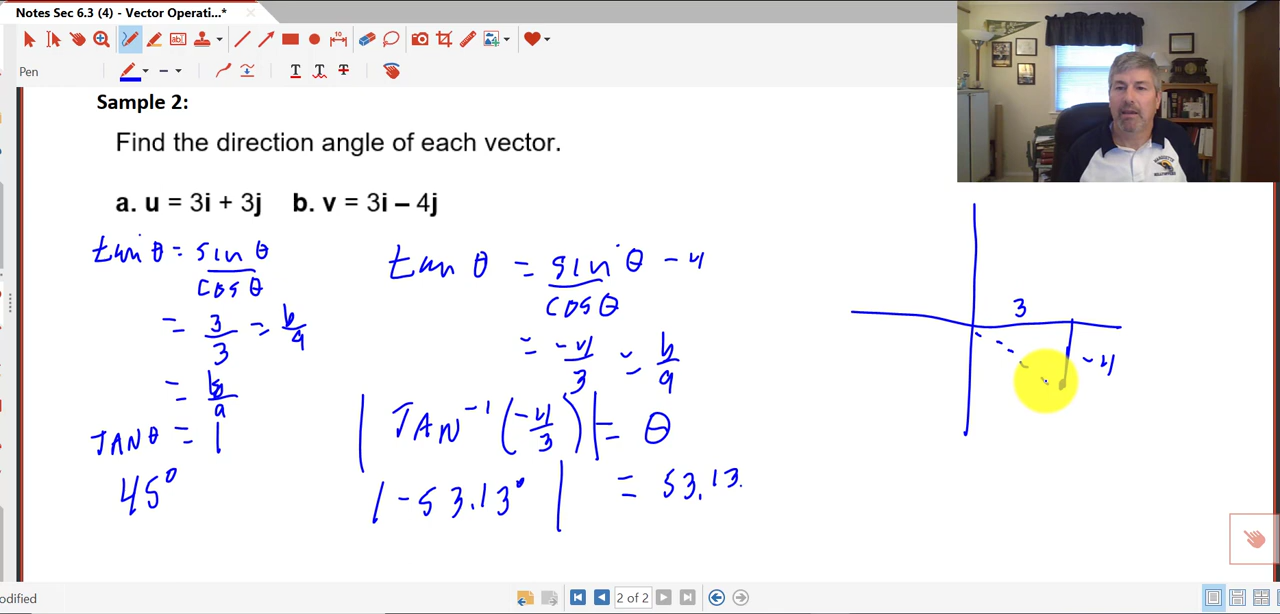 Notes Sec 6.3 (4) - Vector Operati...*
Pen
T T T
Sample 2:
Find the direction angle of each vector.
a. u = 3i + 3j b. v = 3i – 4j
tan θ = sin θ / cos θ
= 3/3 = b/a
= b/a
TAN θ = 1
45°
tan θ = sin θ / cos θ
-4
= -4/3 = b/a
| TAN⁻¹ (-4/3) | = θ
| -53.13° | = 53.13.
3
-4
odified
2 of 2